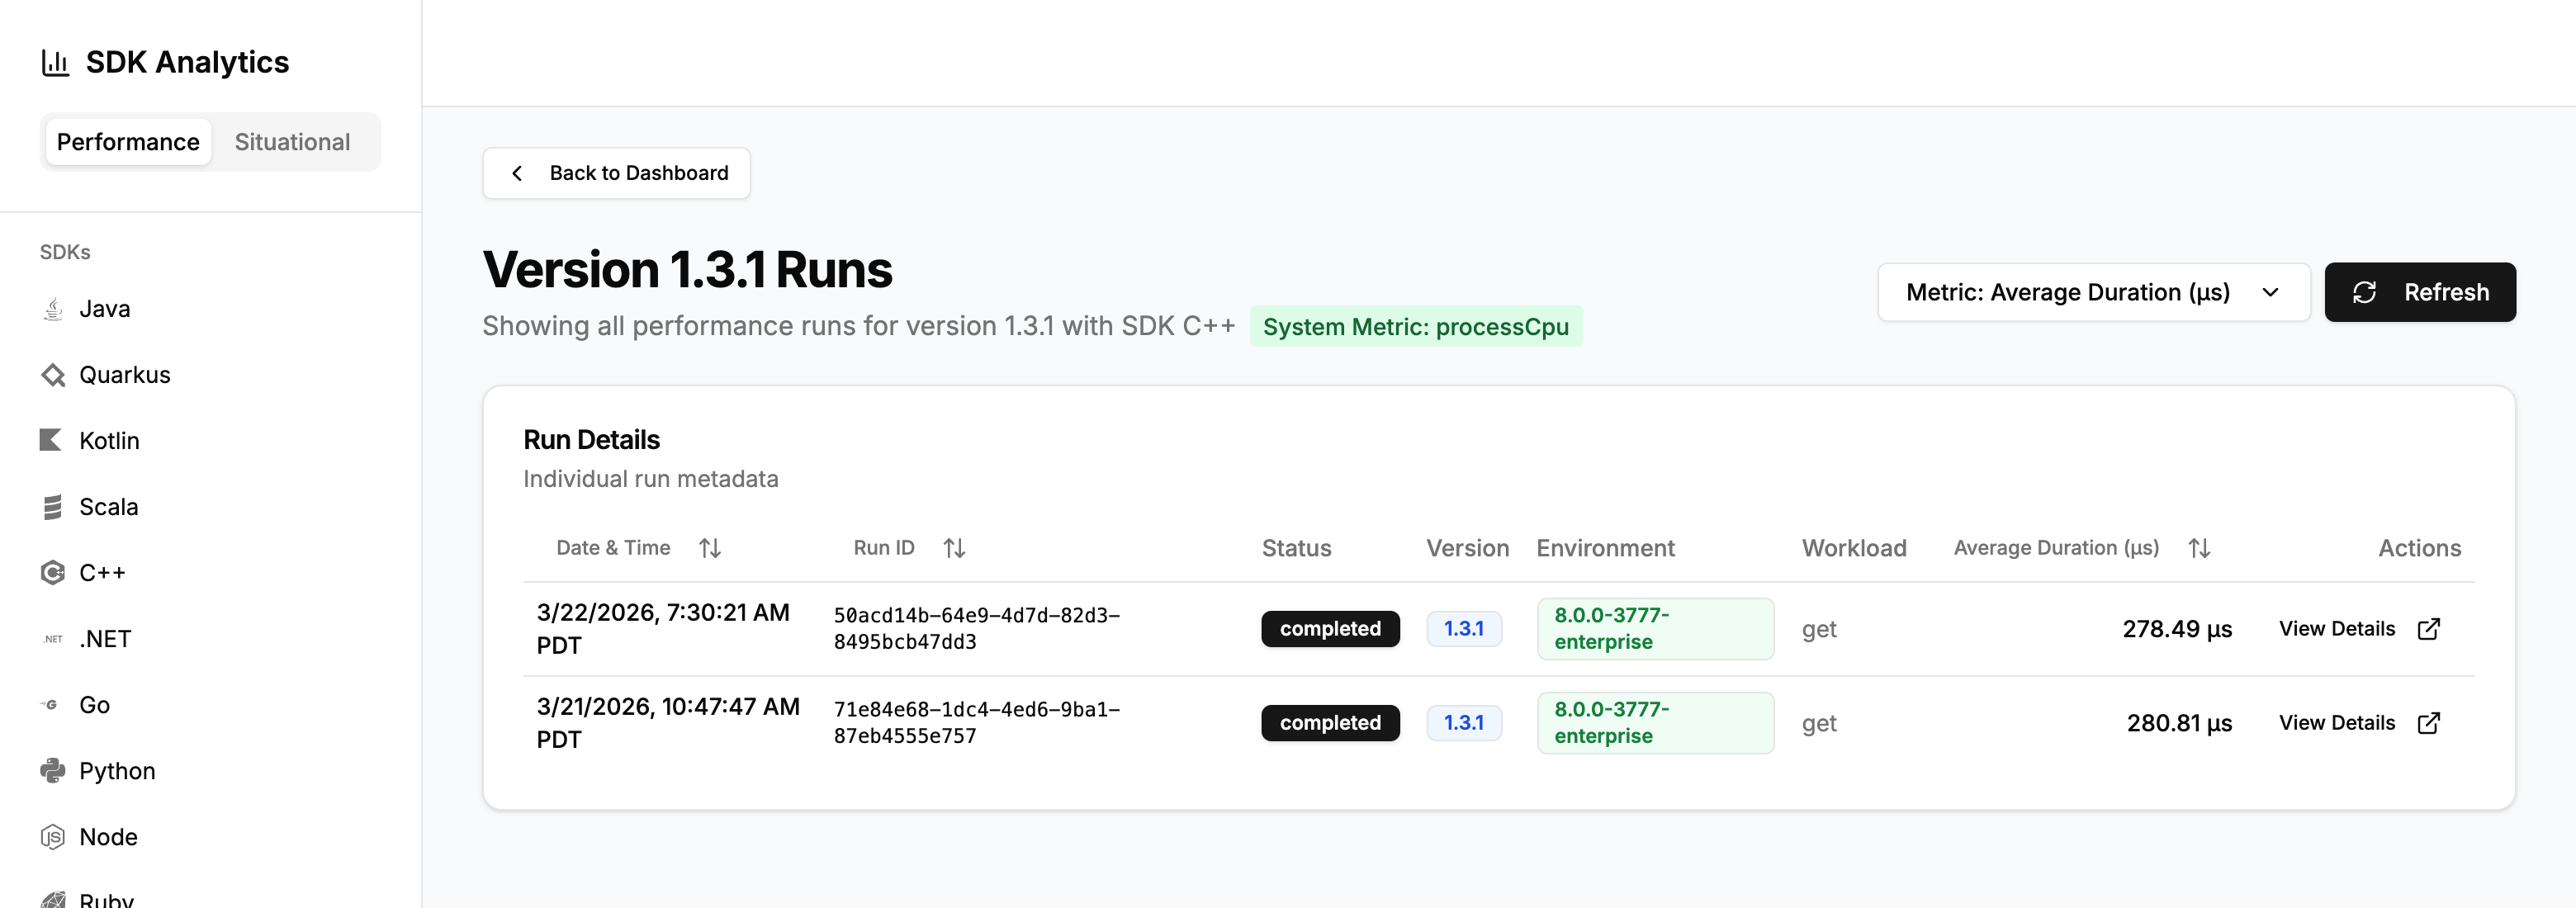 SDK Analytics
Performance
Situational
SDKs
Java
Quarkus
Kotlin
Scala
C++
.NET
.NET
Go
Python
Node
Ruby
Back to Dashboard
Version 1.3.1 Runs
Showing all performance runs for version 1.3.1 with SDK C++
System Metric: processCpu
Metric: Average Duration (µs)
Refresh
Run Details
Individual run metadata
Date & Time
Run ID
Status
Version
Environment
Workload
Average Duration (µs)
Actions
3/22/2026, 7:30:21 AM
PDT
50acd14b-64e9-4d7d-82d3-
8495bcb47dd3
completed
1.3.1
8.0.0-3777-
enterprise
get
278.49 µs
View Details
3/21/2026, 10:47:47 AM
PDT
71e84e68-1dc4-4ed6-9ba1-
87eb4555e757
completed
1.3.1
8.0.0-3777-
enterprise
get
280.81 µs
View Details